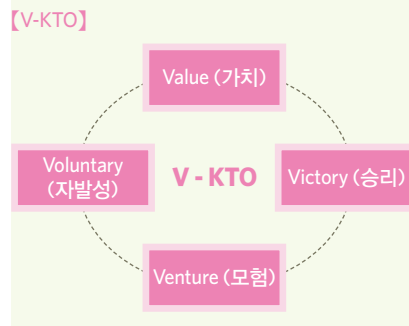 【V-KTO】
Value (가치)
Voluntary
(자발성)
V - KTO
Victory (승리)
Venture (모험)